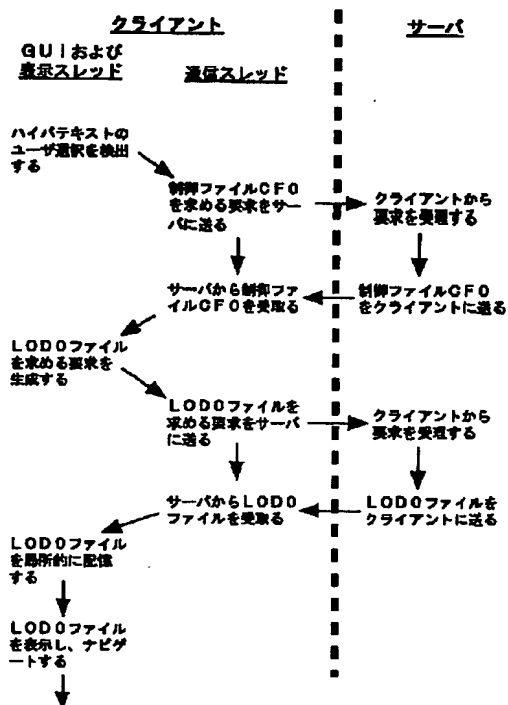 クライアント
サーバ
GUIおよび
表示スレッド
通信スレッド
ハイパテキストの
ユーザ選択を検出
する
制御ファイルCF0
を求める要求をサー
バに送る
クライアントから
要求を受理する
サーバから制御ファ
イルCF0を受取る
制御ファイルCF0
をクライアントに送る
LOD0ファイル
を求める要求を
生成する
LOD0ファイルを
求める要求をサーバ
に送る
クライアントから
要求を受理する
サーバからLOD0
ファイルを受取る
LOD0ファイルを
クライアントに送る
LOD0ファイル
を局所的に記憶
する
LOD0ファイル
を表示し、ナビゲ
ートする